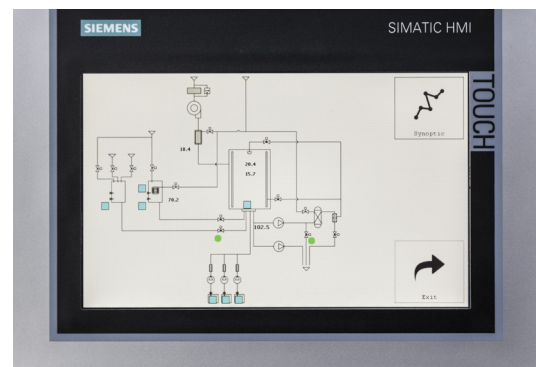 SIEMENS
SIMATIC HMI
TOUCH
Synoptic
18.4
20.4
15.7
70.2
102.5
Exit